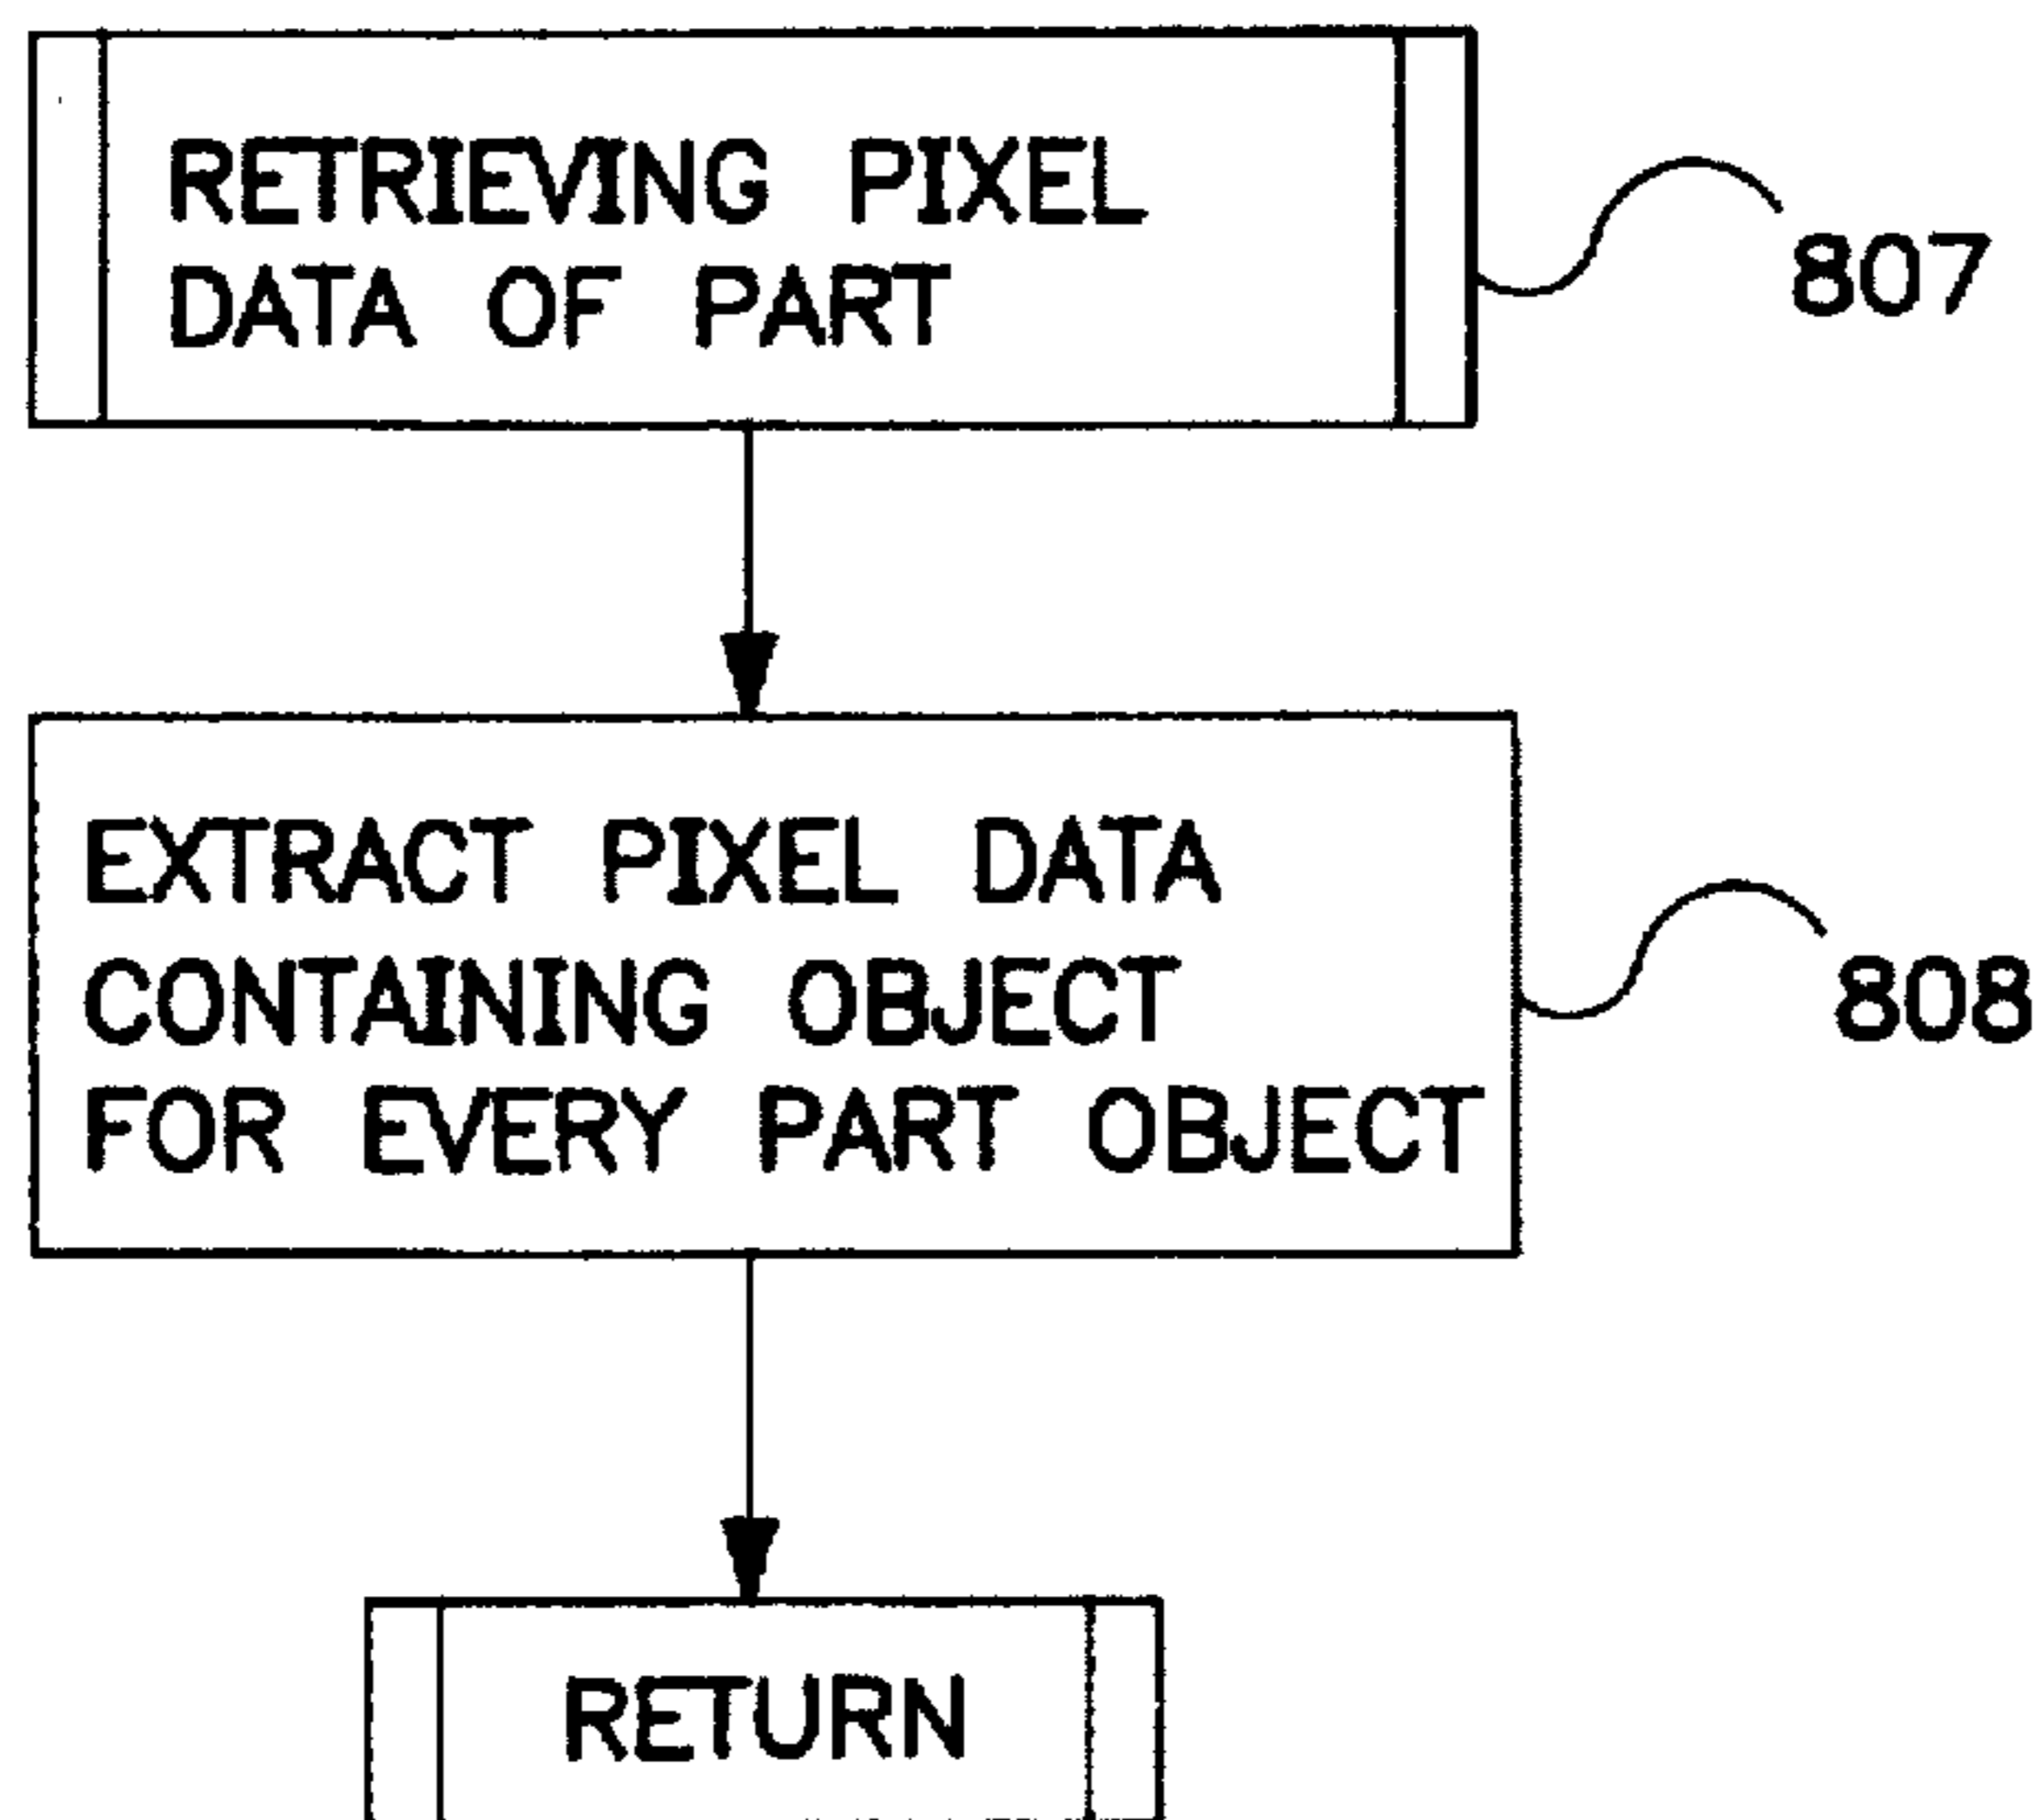 RETRIEVING PIXEL
DATA OF PART
807
EXTRACT PIXEL DATA
CONTAINING OBJECT
FOR EVERY PART OBJECT
808
RETURN